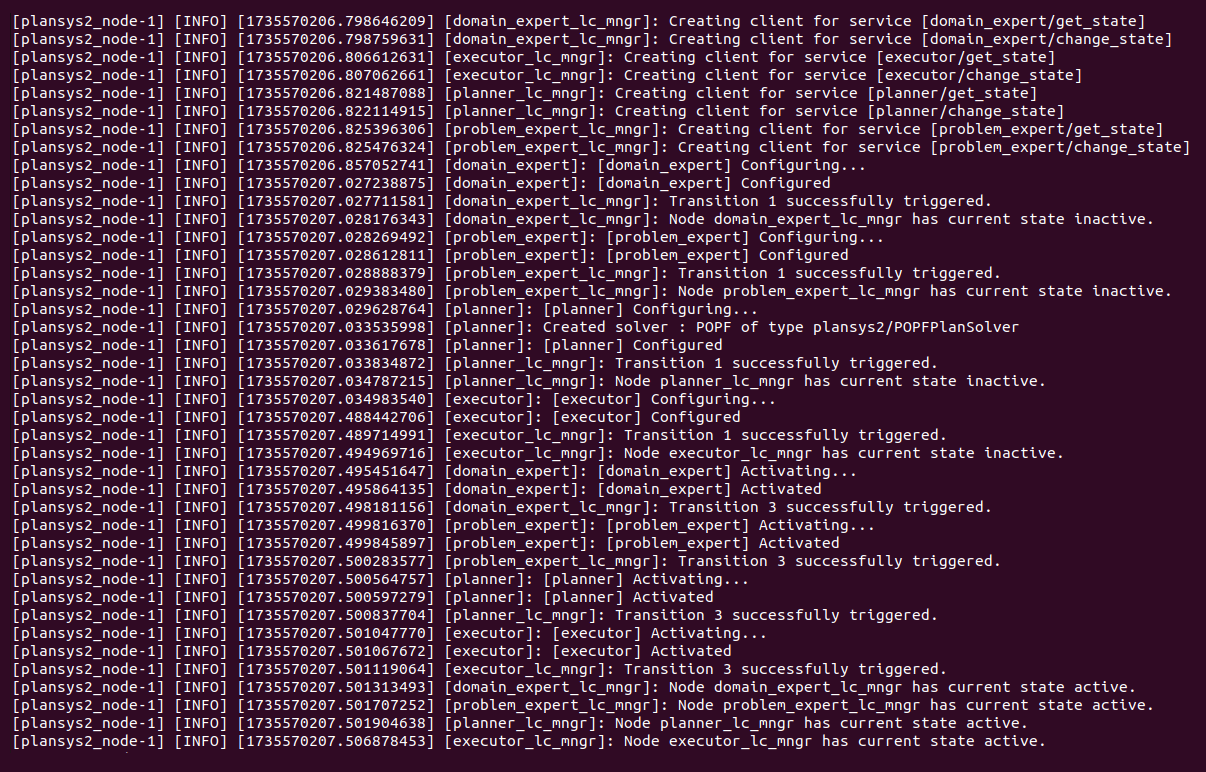 [plansys2_node-1] [INFO] [1735570206.798646209] [domain_expert_lc_mngr]: Creating client for service [domain_expert/get_state]
[plansys2_node-1] [INFO] [1735570206.798759631] [domain_expert_lc_mngr]: Creating client for service [domain_expert/change_state]
[plansys2_node-1] [INFO] [1735570206.806612631] [executor_lc_mngr]: Creating client for service [executor/get_state]
[plansys2_node-1] [INFO] [1735570206.807062661] [executor_lc_mngr]: Creating client for service [executor/change_state]
[plansys2_node-1] [INFO] [1735570206.821487088] [planner_lc_mngr]: Creating client for service [planner/get_state]
[plansys2_node-1] [INFO] [1735570206.822114915] [planner_lc_mngr]: Creating client for service [planner/change_state]
[plansys2_node-1] [INFO] [1735570206.825396306] [problem_expert_lc_mngr]: Creating client for service [problem_expert/get_state]
[plansys2_node-1] [INFO] [1735570206.825476324] [problem_expert_lc_mngr]: Creating client for service [problem_expert/change_state]
[plansys2_node-1] [INFO] [1735570206.857052741] [domain_expert]: [domain_expert] Configuring...
[plansys2_node-1] [INFO] [1735570207.027238875] [domain_expert]: [domain_expert] Configured
[plansys2_node-1] [INFO] [1735570207.027711581] [domain_expert_lc_mngr]: Transition 1 successfully triggered.
[plansys2_node-1] [INFO] [1735570207.028176343] [domain_expert_lc_mngr]: Node domain_expert_lc_mngr has current state inactive.
[plansys2_node-1] [INFO] [1735570207.028269492] [problem_expert]: [problem_expert] Configuring...
[plansys2_node-1] [INFO] [1735570207.028612811] [problem_expert]: [problem_expert] Configured
[plansys2_node-1] [INFO] [1735570207.028888379] [problem_expert_lc_mngr]: Transition 1 successfully triggered.
[plansys2_node-1] [INFO] [1735570207.029383480] [problem_expert_lc_mngr]: Node problem_expert_lc_mngr has current state inactive.
[plansys2_node-1] [INFO] [1735570207.029628764] [planner]: [planner] Configuring...
[plansys2_node-1] [INFO] [1735570207.033535998] [planner]: Created solver : POPF of type plansys2/POPFPlanSolver
[plansys2_node-1] [INFO] [1735570207.033617678] [planner]: [planner] Configured
[plansys2_node-1] [INFO] [1735570207.033834872] [planner_lc_mngr]: Transition 1 successfully triggered.
[plansys2_node-1] [INFO] [1735570207.034787215] [planner_lc_mngr]: Node planner_lc_mngr has current state inactive.
[plansys2_node-1] [INFO] [1735570207.034983540] [executor]: [executor] Configuring...
[plansys2_node-1] [INFO] [1735570207.488442706] [executor]: [executor] Configured
[plansys2_node-1] [INFO] [1735570207.489714991] [executor_lc_mngr]: Transition 1 successfully triggered.
[plansys2_node-1] [INFO] [1735570207.494969716] [executor_lc_mngr]: Node executor_lc_mngr has current state inactive.
[plansys2_node-1] [INFO] [1735570207.495451647] [domain_expert]: [domain_expert] Activating...
[plansys2_node-1] [INFO] [1735570207.495864135] [domain_expert]: [domain_expert] Activated
[plansys2_node-1] [INFO] [1735570207.498181156] [domain_expert_lc_mngr]: Transition 3 successfully triggered.
[plansys2_node-1] [INFO] [1735570207.499816370] [problem_expert]: [problem_expert] Activating...
[plansys2_node-1] [INFO] [1735570207.499845897] [problem_expert]: [problem_expert] Activated
[plansys2_node-1] [INFO] [1735570207.500283577] [problem_expert_lc_mngr]: Transition 3 successfully triggered.
[plansys2_node-1] [INFO] [1735570207.500564757] [planner]: [planner] Activating...
[plansys2_node-1] [INFO] [1735570207.500597279] [planner]: [planner] Activated
[plansys2_node-1] [INFO] [1735570207.500837704] [planner_lc_mngr]: Transition 3 successfully triggered.
[plansys2_node-1] [INFO] [1735570207.501047770] [executor]: [executor] Activating...
[plansys2_node-1] [INFO] [1735570207.501067672] [executor]: [executor] Activated
[plansys2_node-1] [INFO] [1735570207.501119064] [executor_lc_mngr]: Transition 3 successfully triggered.
[plansys2_node-1] [INFO] [1735570207.501313493] [domain_expert_lc_mngr]: Node domain_expert_lc_mngr has current state active.
[plansys2_node-1] [INFO] [1735570207.501707252] [problem_expert_lc_mngr]: Node problem_expert_lc_mngr has current state active.
[plansys2_node-1] [INFO] [1735570207.501904638] [planner_lc_mngr]: Node planner_lc_mngr has current state active.
[plansys2_node-1] [INFO] [1735570207.506878453] [executor_lc_mngr]: Node executor_lc_mngr has current state active.